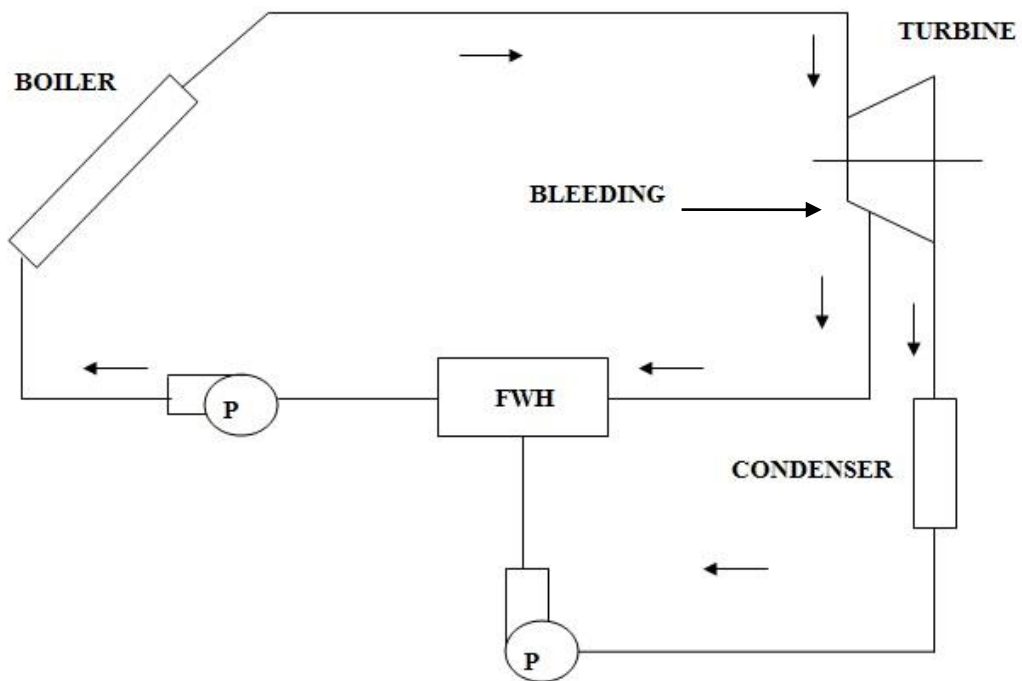 TURBINE
BOILER
BLEEDING
FWH
P
CONDENSER
P